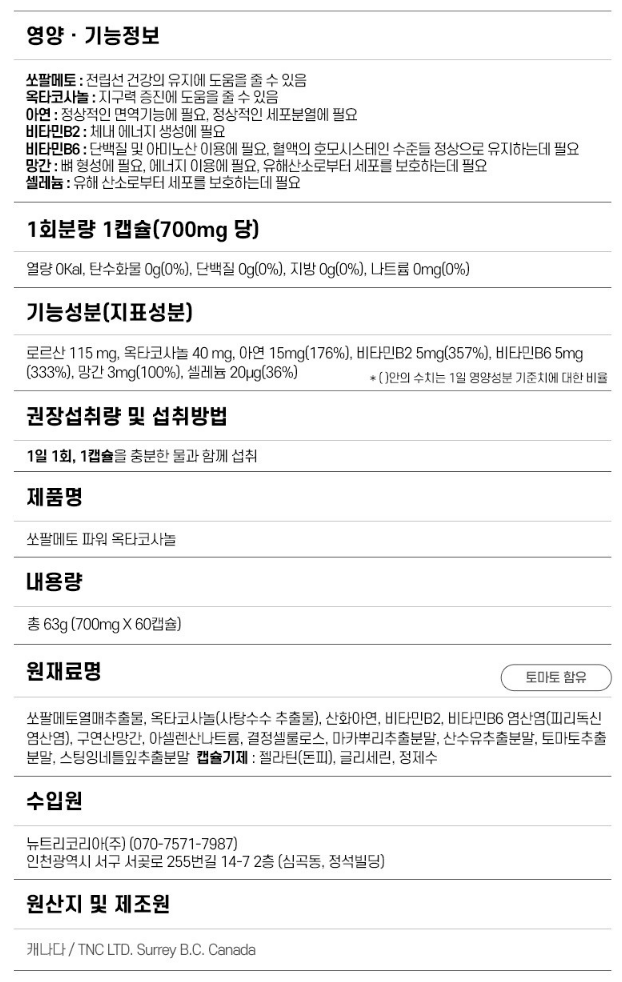 영양 · 기능정보
쏘팔메토 : 전립선 건강의 유지에 도움을 줄 수 있음
옥타코사놀 : 지구력 증진에 도움을 줄 수 있음
아연 : 정상적인 면역기능에 필요, 정상적인 세포분열에 필요
비타민B2 : 체내 에너지 생성에 필요
비타민B6 : 단백질 및 아미노산 이용에 필요, 혈액의 호모시스테인 수준들 정상으로 유지하는데 필요
망간 : 뼈 형성에 필요, 에너지 이용에 필요, 유해산소로부터 세포를 보호하는데 필요
셀레늄 : 유해 산소로부터 세포를 보호하는데 필요
1회분량 1캡슐(700mg 당)
열량 0Kal, 탄수화물 0g(0%), 단백질 0g(0%), 지방 0g(0%), 나트륨 0mg(0%)
기능성분(지표성분)
로르산 115 mg, 옥타코사놀 40 mg, 아연 15mg(176%), 비타민B2 5mg(357%), 비타민B6 5mg
(333%), 망간 3mg(100%), 셀레늄 20µg(36%)
* ( )안의 수치는 1일 영양성분 기준치에 대한 비율
권장섭취량 및 섭취방법
1일 1회, 1캡슐을 충분한 물과 함께 섭취
제품명
쏘팔메토 파워 옥타코사놀
내용량
총 63g (700mg X 60캡슐)
원재료명
토마토 함유
쏘팔메토열매추출물, 옥타코사놀(사탕수수 추출물), 산화아연, 비타민B2, 비타민B6 염산염(피리독신
염산염), 구연산망간, 아셀렌산나트륨, 결정셀룰로스, 마카뿌리추출분말, 산수유추출분말, 토마토추출
분말, 스팅잉네틀잎추출분말 캡슐기제 : 젤라틴(돈피), 글리세린, 정제수
수입원
뉴트리코리아(주) (070-7571-7987)
인천광역시 서구 서곶로 255번길 14-7 2층 (심곡동, 정석빌딩)
원산지 및 제조원
캐나다 / TNC LTD. Surrey B.C. Canada